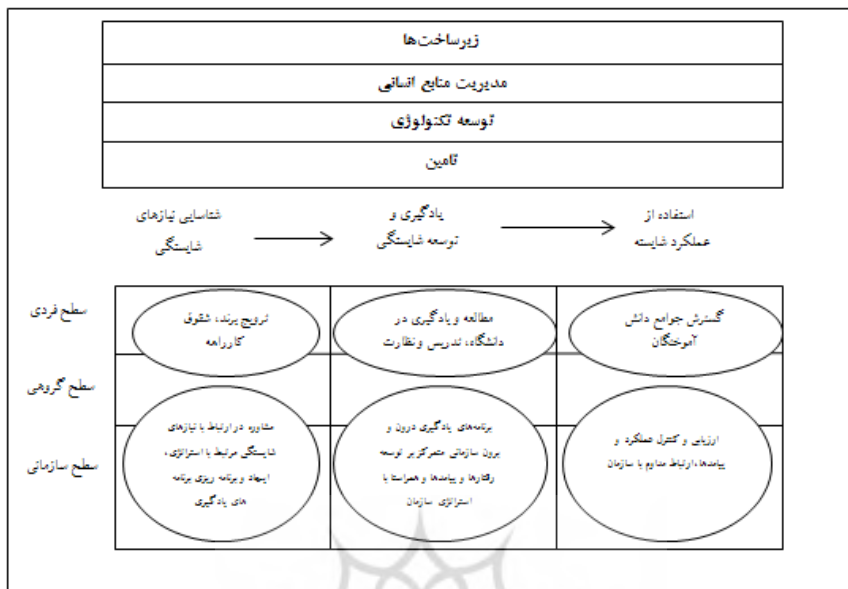 زیرساخت‌ها
مدیریت منابع انسانی
توسعه تکنولوژی
تامین
استفاده از
عملکرد شایسته
یادگیری و
توسعه شایستگی
شناسایی نیازهای
شایستگی
سطح فردی
ترویج برند، شقوق
کارراهه
مطالعه و یادگیری در
دانشگاه، تدریس و نظارت
گسترش جوامع دانش
آموختگان
سطح گروهی
سطح سازمانی
مشاوره در ارتباط با نیازهای
شایستگی مرتبط با استراتژی،
و برنامه ریزی برنامه
های یادگیری
برنامه‌های یادگیری درون و
برون سازمانی متمرکز بر توسعه
رفتارها و پیامدها و همراستا با
استراتژی سازمان
ارزیابی و کنترل عملکرد و
پیامدها، ارتباط مداوم با سازمان